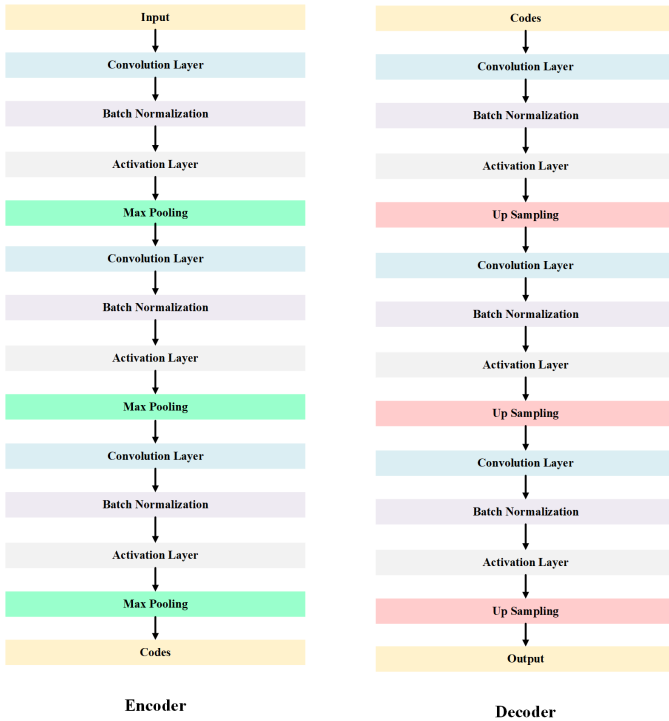 Input
Convolution Layer
Batch Normalization
Activation Layer
Max Pooling
Convolution Layer
Batch Normalization
Activation Layer
Max Pooling
Convolution Layer
Batch Normalization
Activation Layer
Max Pooling
Codes
Encoder
Codes
Convolution Layer
Batch Normalization
Activation Layer
Up Sampling
Convolution Layer
Batch Normalization
Activation Layer
Up Sampling
Convolution Layer
Batch Normalization
Activation Layer
Up Sampling
Output
Decoder